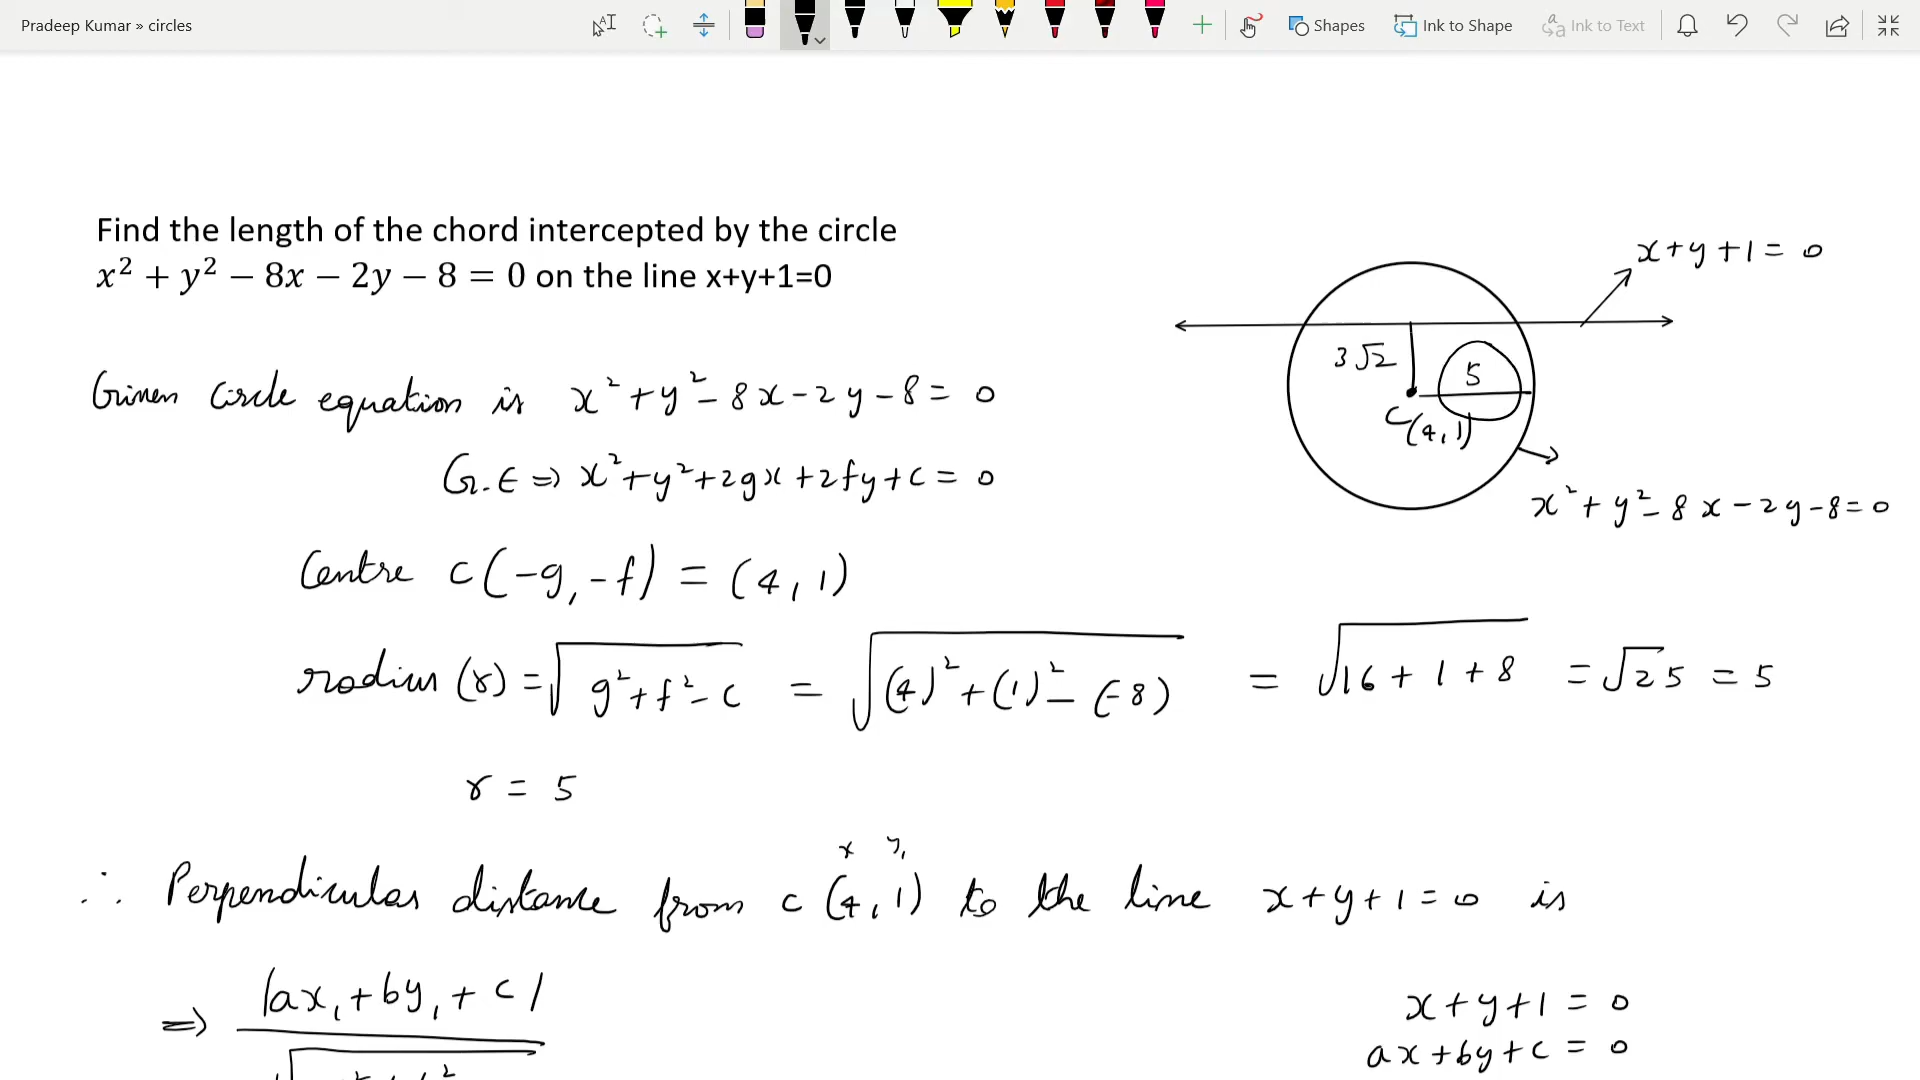 Pradeep Kumar » circles
Shapes
Ink to Shape
Ink to Text
Find the length of the chord intercepted by the circle
x² + y² − 8x − 2y − 8 = 0 on the line x+y+1=0
x+y+1 = 0
3√2
5
C(4,1)
x²+y²-8x-2y-8=0
Given circle equation is x²+y²-8x-2y-8 = 0
G.E ⇒ x²+y²+2gx+2fy+c = 0
Centre c(-g,-f) = (4,1)
radius (r) = √g²+f²-c = √(4)²+(1)²-(-8) = √16+1+8 = √25 = 5
r = 5
x y₁
∴ Perpendicular distance from c (4,1) to the line x+y+1=0 is
⇒ |ax₁+by₁+c|
x+y+1 = 0
ax+by+c = 0